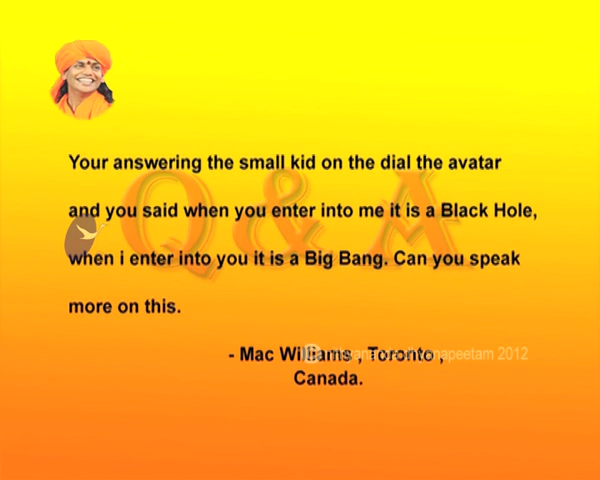 Your answering the small kid on the dial the avatar
and you said when you enter into me it is a Black Hole,
when i enter into you it is a Big Bang. Can you speak
more on this.
- Mac Williams , Toronto ,
Canada.
Q & A
2012